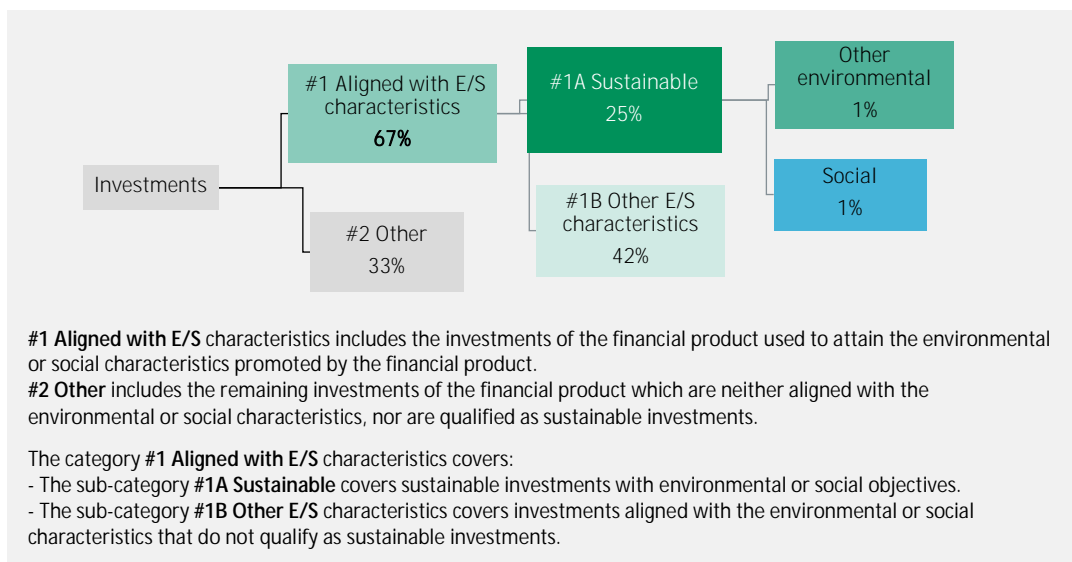 Investments
#1 Aligned with E/S
characteristics
67%
#2 Other
33%
#1A Sustainable
25%
#1B Other E/S
characteristics
42%
Other
environmental
1%
Social
1%
#1 Aligned with E/S characteristics includes the investments of the financial product used to attain the environmental
or social characteristics promoted by the financial product.
#2 Other includes the remaining investments of the financial product which are neither aligned with the
environmental or social characteristics, nor are qualified as sustainable investments.
The category #1 Aligned with E/S characteristics covers:
- The sub-category #1A Sustainable covers sustainable investments with environmental or social objectives.
- The sub-category #1B Other E/S characteristics covers investments aligned with the environmental or social
characteristics that do not qualify as sustainable investments.